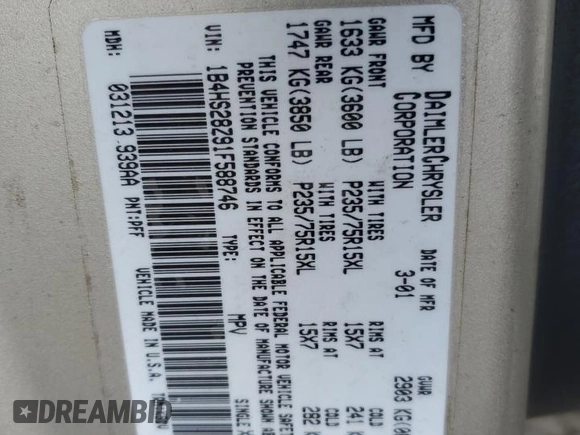 MFD BY DAIMLERCHRYSLER CORPORATION
DATE OF MFR 3-01
GVWR 2903 KG
GAWR FRONT 1633 KG(3600 LB)
WITH TIRES P235/75R15XL
RIMS AT 15X7
COLD 241
GAWR REAR 1747 KG(3850 LB)
WITH TIRES P235/75R15XL
RIMS AT 15X7
COLD 292
THIS VEHICLE CONFORMS TO ALL APPLICABLE FEDERAL MOTOR VEHICLE
PREVENTION STANDARDS IN EFFECT ON THE DATE OF MANUFACTURE SHOWN
VIN: 1B4HS28Z91F588746
TYPE: MPV
SINGLE
MDH: 031213 939AA
PNT:PFF
VEHICLE MADE IN U.S.A.
DREAMBID